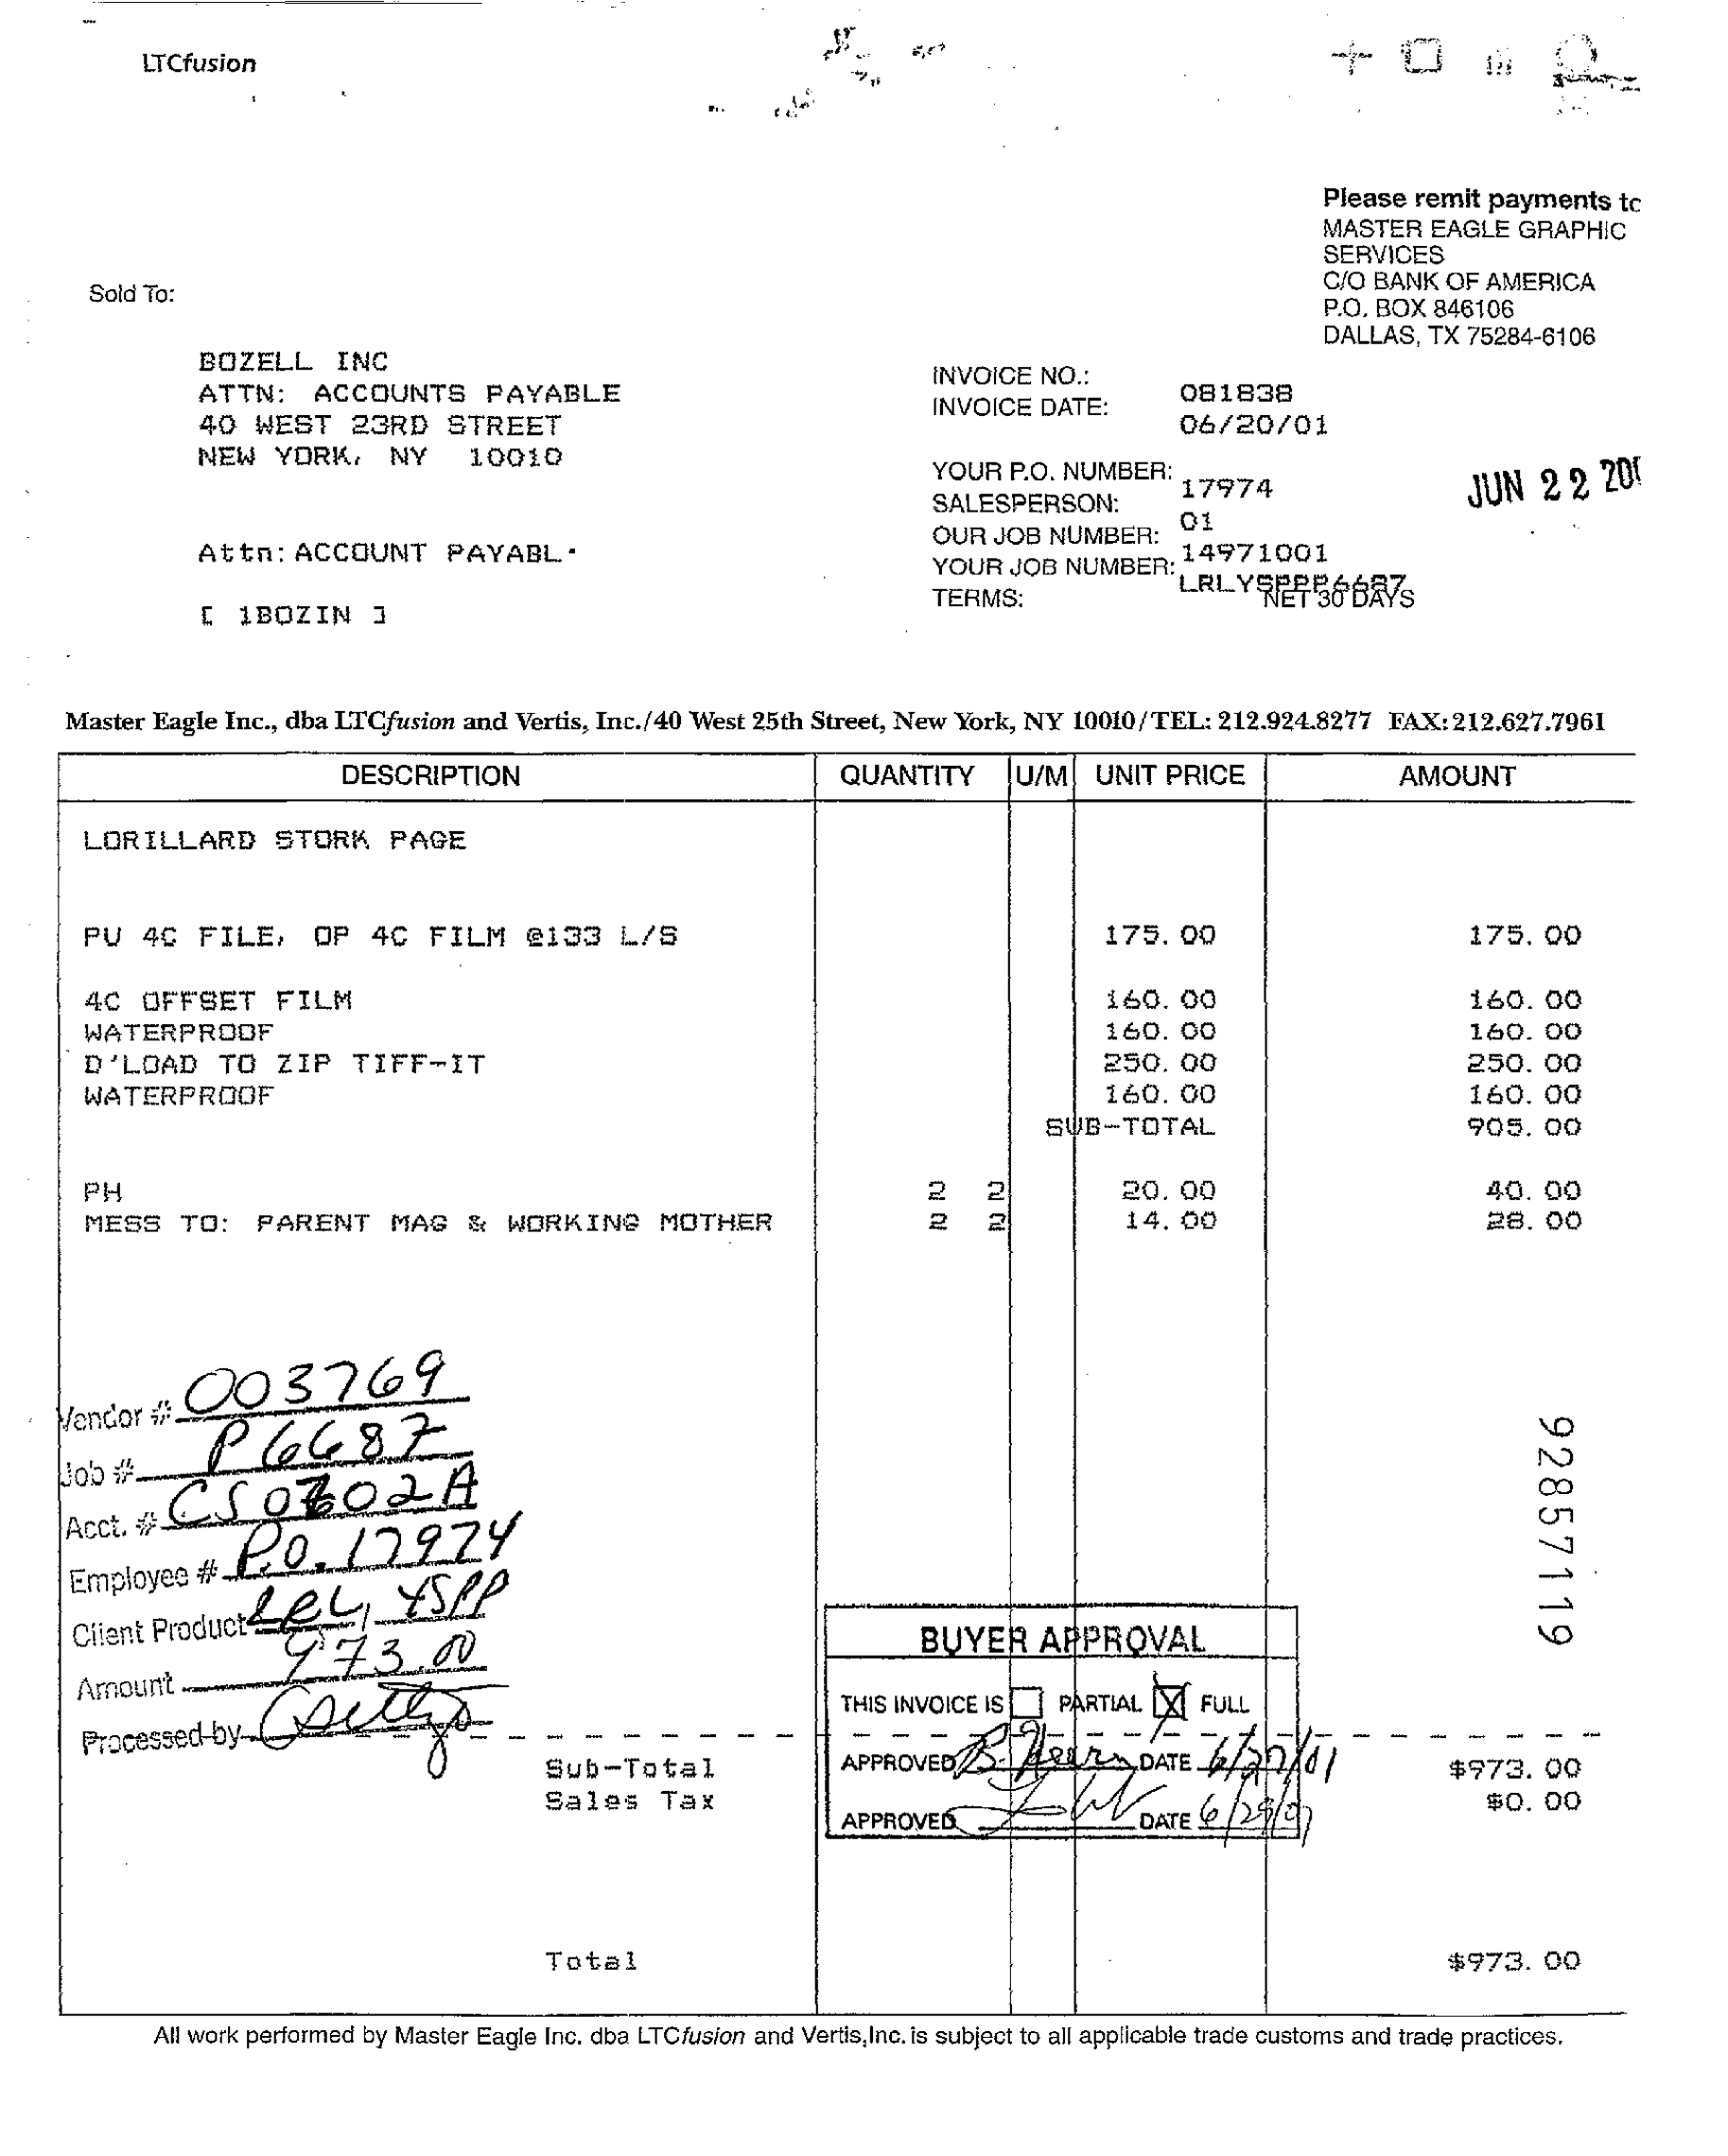 LTCfusion
Please remit payments to
MASTER EAGLE GRAPHIC
SERVICES
C/O BANK OF AMERICA
P.O. BOX 846106
DALLAS, TX 75284-6106
Sold To:
BOZELL INC
ATTN: ACCOUNTS PAYABLE
40 WEST 23RD STREET
NEW YORK, NY 10010
Attn: ACCOUNT PAYABL.
[ 1BOZIN ]
INVOICE NO.: 081838
INVOICE DATE: 06/20/01
YOUR P.O. NUMBER: 17974
SALESPERSON: 01
OUR JOB NUMBER: 14971001
YOUR JOB NUMBER: LRLYSPPP6687
TERMS: NET 30 DAYS
JUN 22 200
Master Eagle Inc., dba LTCfusion and Vertis, Inc./40 West 25th Street, New York, NY 10010/TEL: 212.924.8277 FAX:212.627.7961
DESCRIPTION QUANTITY U/M UNIT PRICE AMOUNT
LORILLARD STORK PAGE
PU 4C FILE, OP 4C FILM @133 L/S 175.00 175.00
4C OFFSET FILM 160.00 160.00
WATERPROOF 160.00 160.00
D'LOAD TO ZIP TIFF-IT 250.00 250.00
WATERPROOF 160.00 160.00
SUB-TOTAL 905.00
PH 2 2 20.00 40.00
MESS TO: PARENT MAG & WORKING MOTHER 2 2 14.00 28.00
Vendor # 003769
Job # P6687
Acct. # CS0702A
Employee # P.O. 17974
Client Product LRL / YSPP
Amount 973.00
Processed by
92857119
BUYER APPROVAL
THIS INVOICE IS PARTIAL X FULL
APPROVED DATE 6/27/01
APPROVED DATE 6/29/01
Sub-Total $973.00
Sales Tax $0.00
Total $973.00
All work performed by Master Eagle Inc. dba LTCfusion and Vertis,Inc. is subject to all applicable trade customs and trade practices.